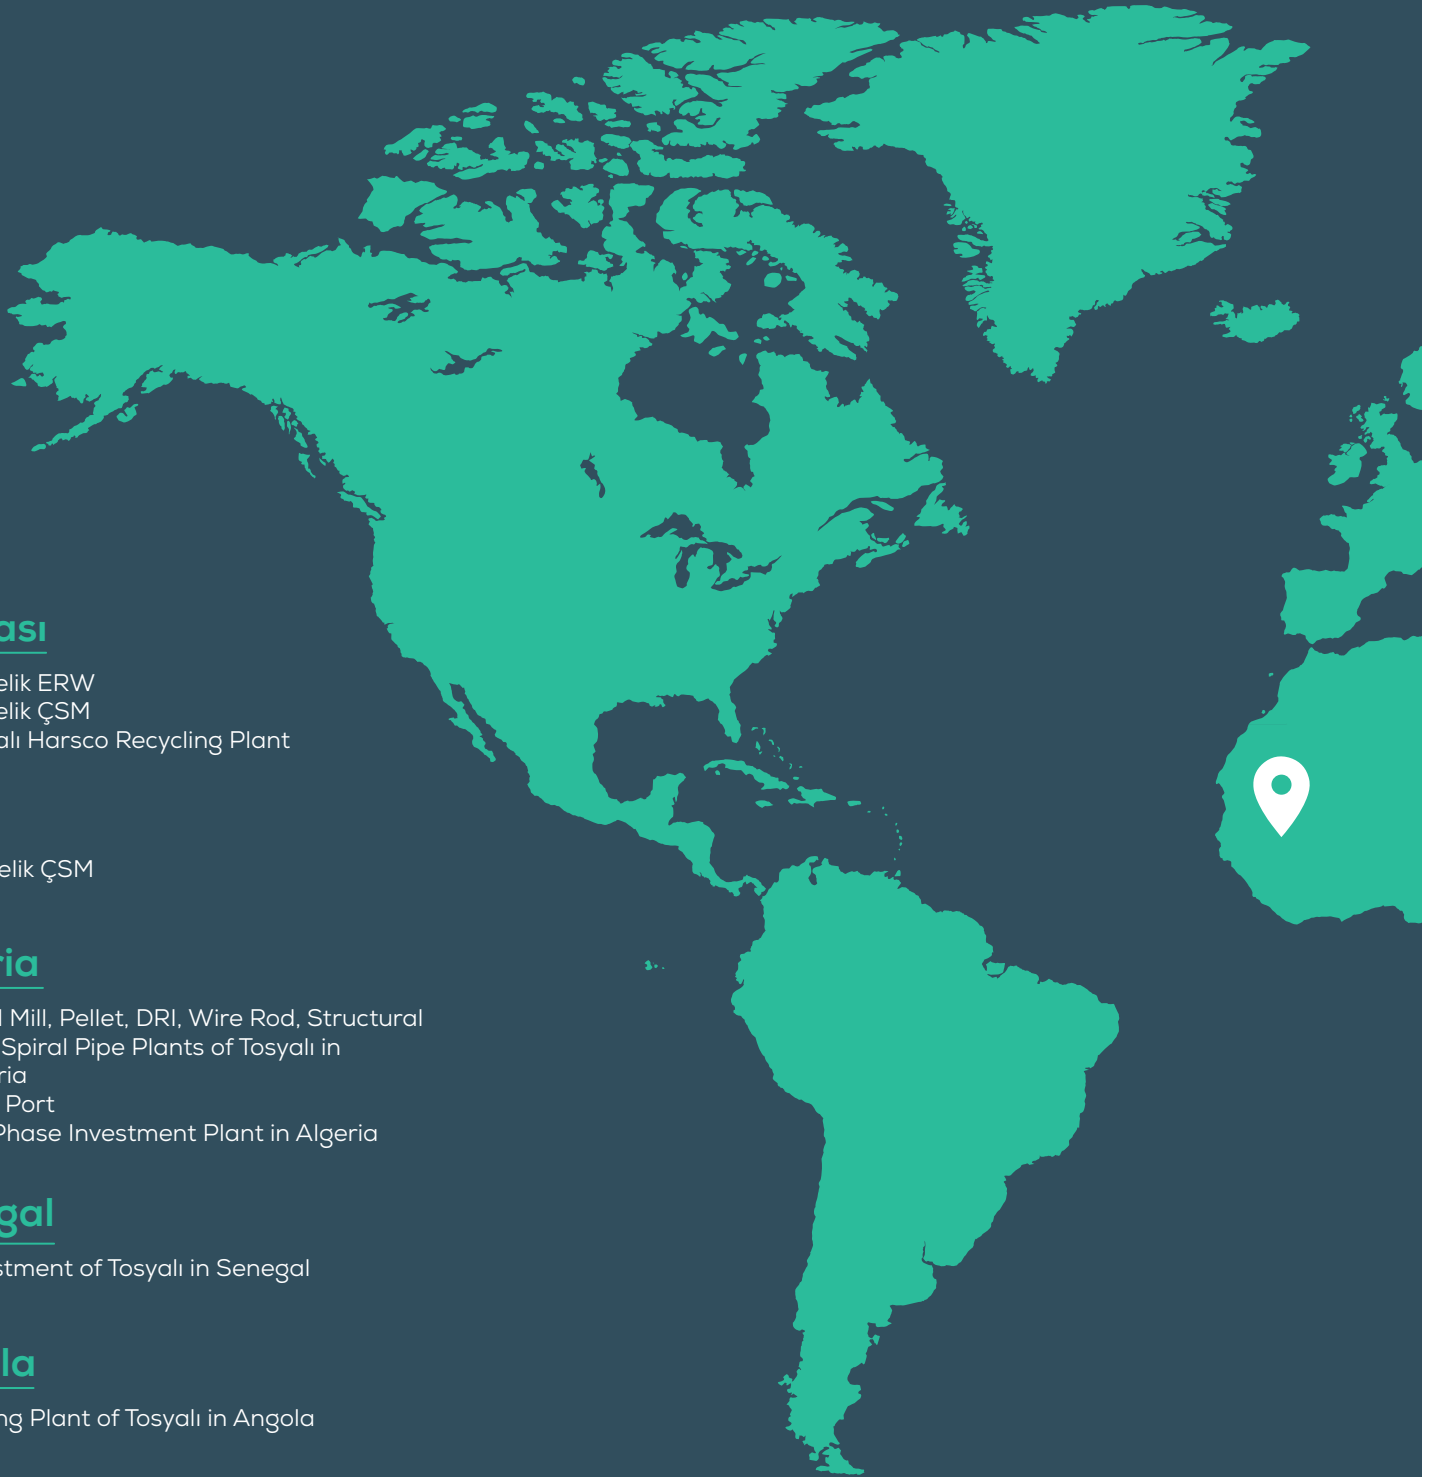 ası
elik ERW
elik ÇSM
alı Harsco Recycling Plant
elik ÇSM
ria
l Mill, Pellet, DRI, Wire Rod, Structural
Spiral Pipe Plants of Tosyalı in
ria
Port
Phase Investment Plant in Algeria
gal
stment of Tosyalı in Senegal
la
ng Plant of Tosyalı in Angola